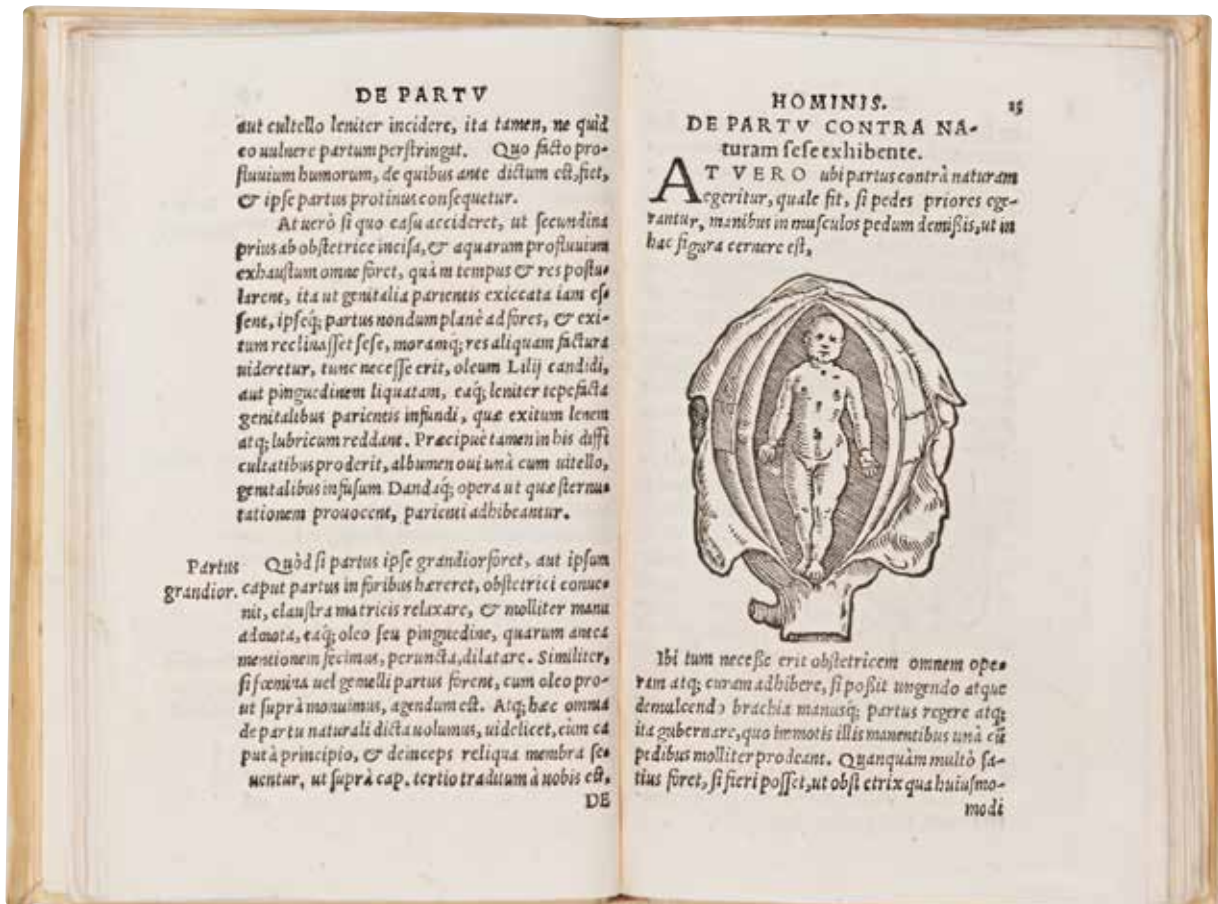 DE PARTV
aut cultello leniter incidere, ita tamen, ne quid
eo uulnere partum perſtringat. Quo facto pro-
fluuium humorum, de quibus ante dictum eſt, fiet,
& ipſe partus protinus conſequetur.
At uerò ſi quo caſu accideret, ut ſecundina
prius ab obſtetrice inciſa, & aquarum profluuium
exhauſtum omne foret, quàm tempus & res poſtu-
larent, ita ut genitalia parientis exiccata iam eſ-
ſent, ipſeq; partus nondum planè ad fores, & exi-
tum reclinaſſet ſeſe, moramq; res aliquam factura
uideretur, tunc neceſſe erit, oleum Lilij candidi,
aut pinguedinem liquatam, eaq́; leniter tepefacta
genitalibus parientis infundi, quæ exitum lenem
atq; lubricum reddant. Præcipuè tamen in his diffi
cultatibus proderit, albumen oui unà cum uitello,
genitalibus infuſum Dandaq́; opera ut quæ ſternu-
tationem prouocent, parienti adhibeantur.
Partus grandior.
Quòd ſi partus ipſe grandior foret, aut ipſum
caput partus in foribus hæreret, obſtetrici conue-
nit, clauſtra matricis relaxare, & molliter manu
admota, eaq́; oleo ſeu pinguedine, quarum antea
mentionem fecimus, peruncta, dilatare. Similiter,
ſi fœmina uel gemelli partus forent, cum oleo pro-
ut ſuprà monuimus, agendum eſt. Atq; hæc omnia
de partu naturali dicta uolumus, uidelicet, cùm ca
put à principio, & deinceps reliqua membra ſe-
uentur, ut ſuprà cap. tertio traditum à nobis eſt.
DE
HOMINIS. 15
DE PARTV CONTRA NA-
turam ſeſe exhibente.
AT VERO ubi partus contrà naturam
egeritur, quale fit, ſi pedes priores ege-
rantur, manibus in muſculos pedum demißis, ut in
hac figura cernere eſt,
Ibi tum neceße erit obſtetricem omnem ope-
ram atq; curam adhibere, ſi poßit ungendo atque
demulcendo brachia manusq́; partus regere atq;
ita gubernare, quo immotis illis manentibus unà cũ
pedibus molliter prodeant. Quanquàm multò ſa-
tius foret, ſi fieri poſſet, ut obſtetrix qua huiuſmo-
modi